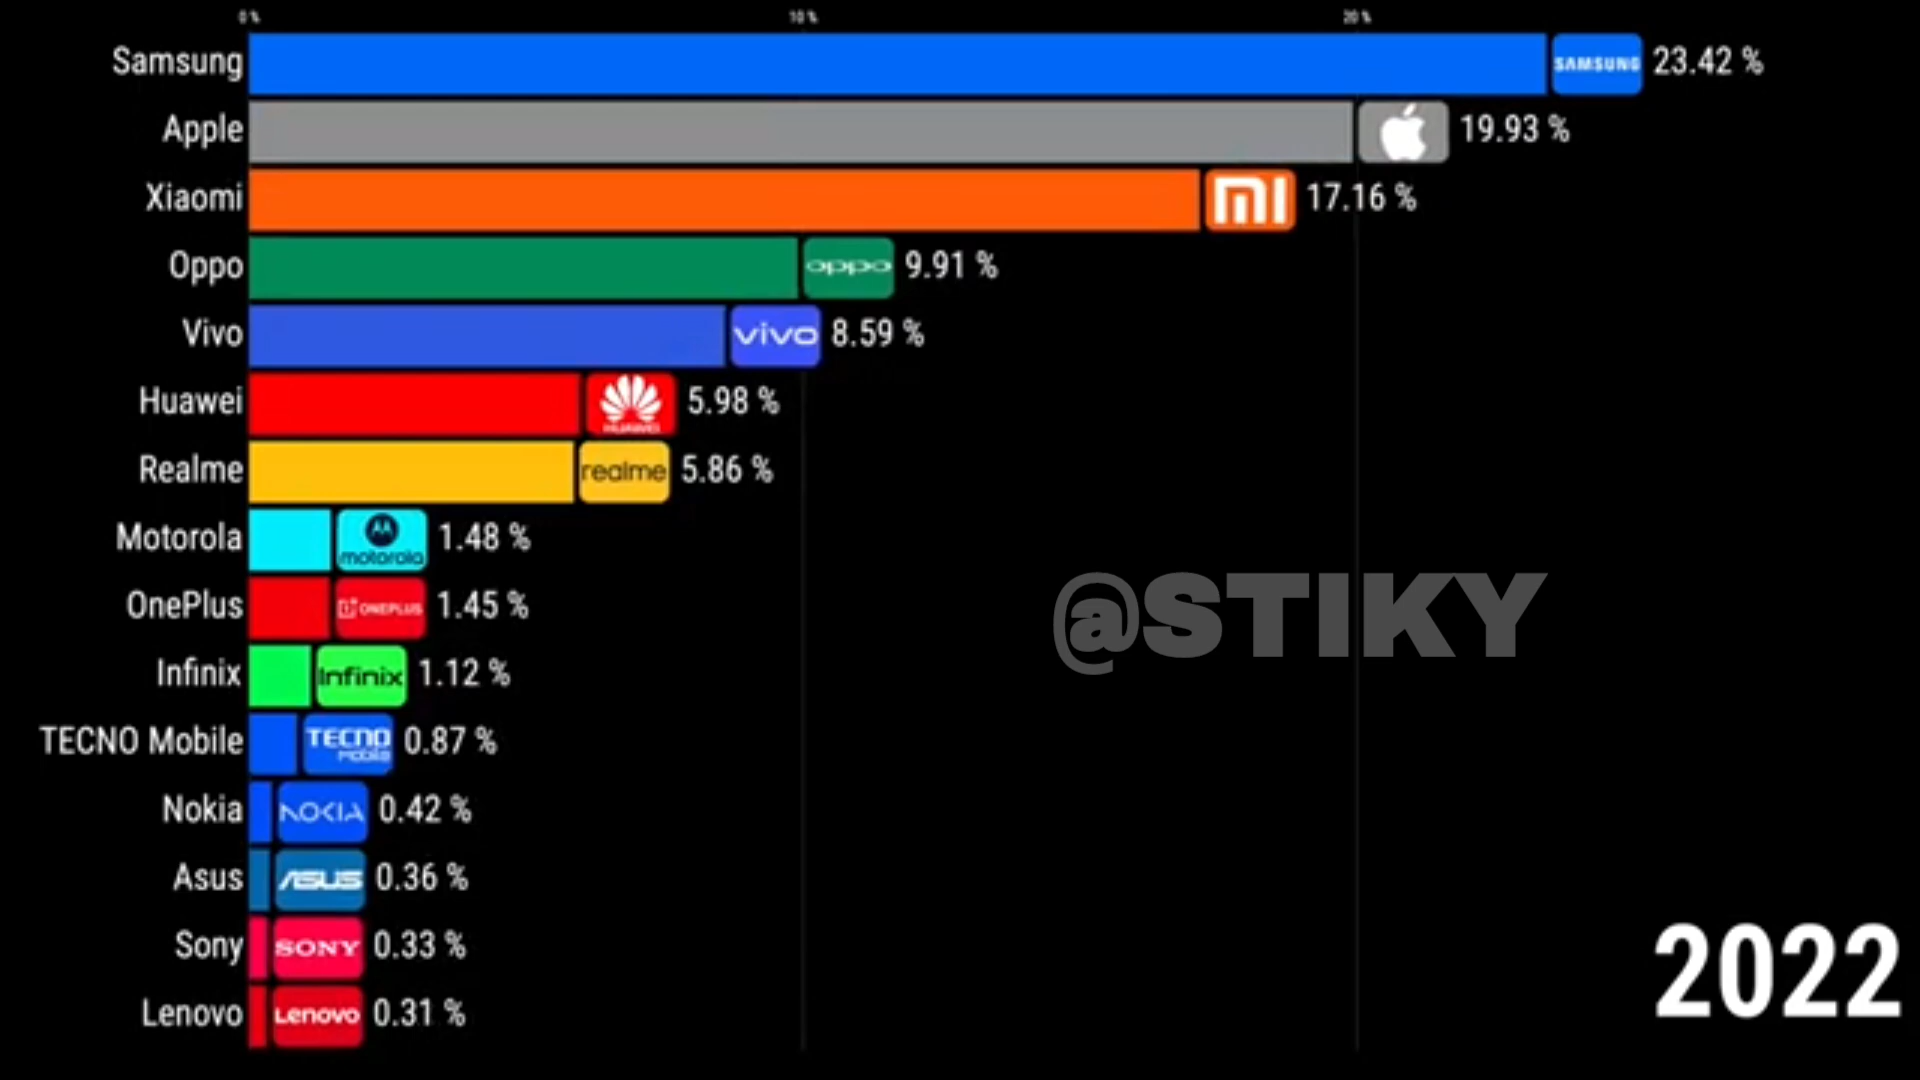 0 % 10 % 20 %
Samsung SAMSUNG 23.42 %
Apple 19.93 %
Xiaomi MI 17.16 %
Oppo oppo 9.91 %
Vivo vivo 8.59 %
Huawei HUAWEI 5.98 %
Realme realme 5.86 %
Motorola motorola 1.48 %
OnePlus ONEPLUS 1.45 %
Infinix Infinix 1.12 %
TECNO Mobile TECNO mobile 0.87 %
Nokia NOKIA 0.42 %
Asus ASUS 0.36 %
Sony SONY 0.33 %
Lenovo Lenovo 0.31 %
@STIKY
2022